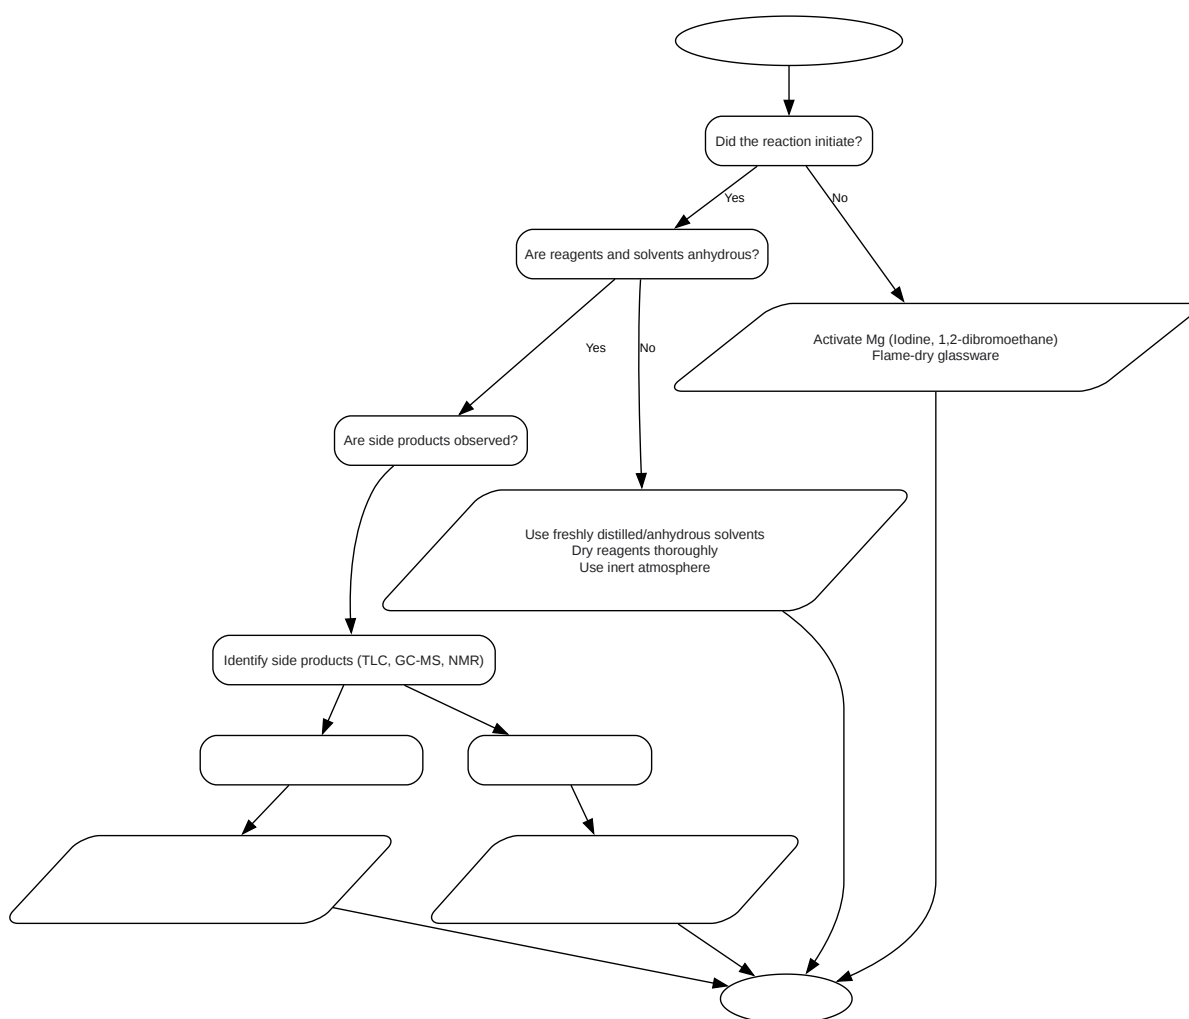 Did the reaction initiate?
Yes
No
Are reagents and solvents anhydrous?
Activate Mg (Iodine, 1,2-dibromoethane)
Flame-dry glassware
Yes
No
Are side products observed?
Use freshly distilled/anhydrous solvents
Dry reagents thoroughly
Use inert atmosphere
Identify side products (TLC, GC-MS, NMR)